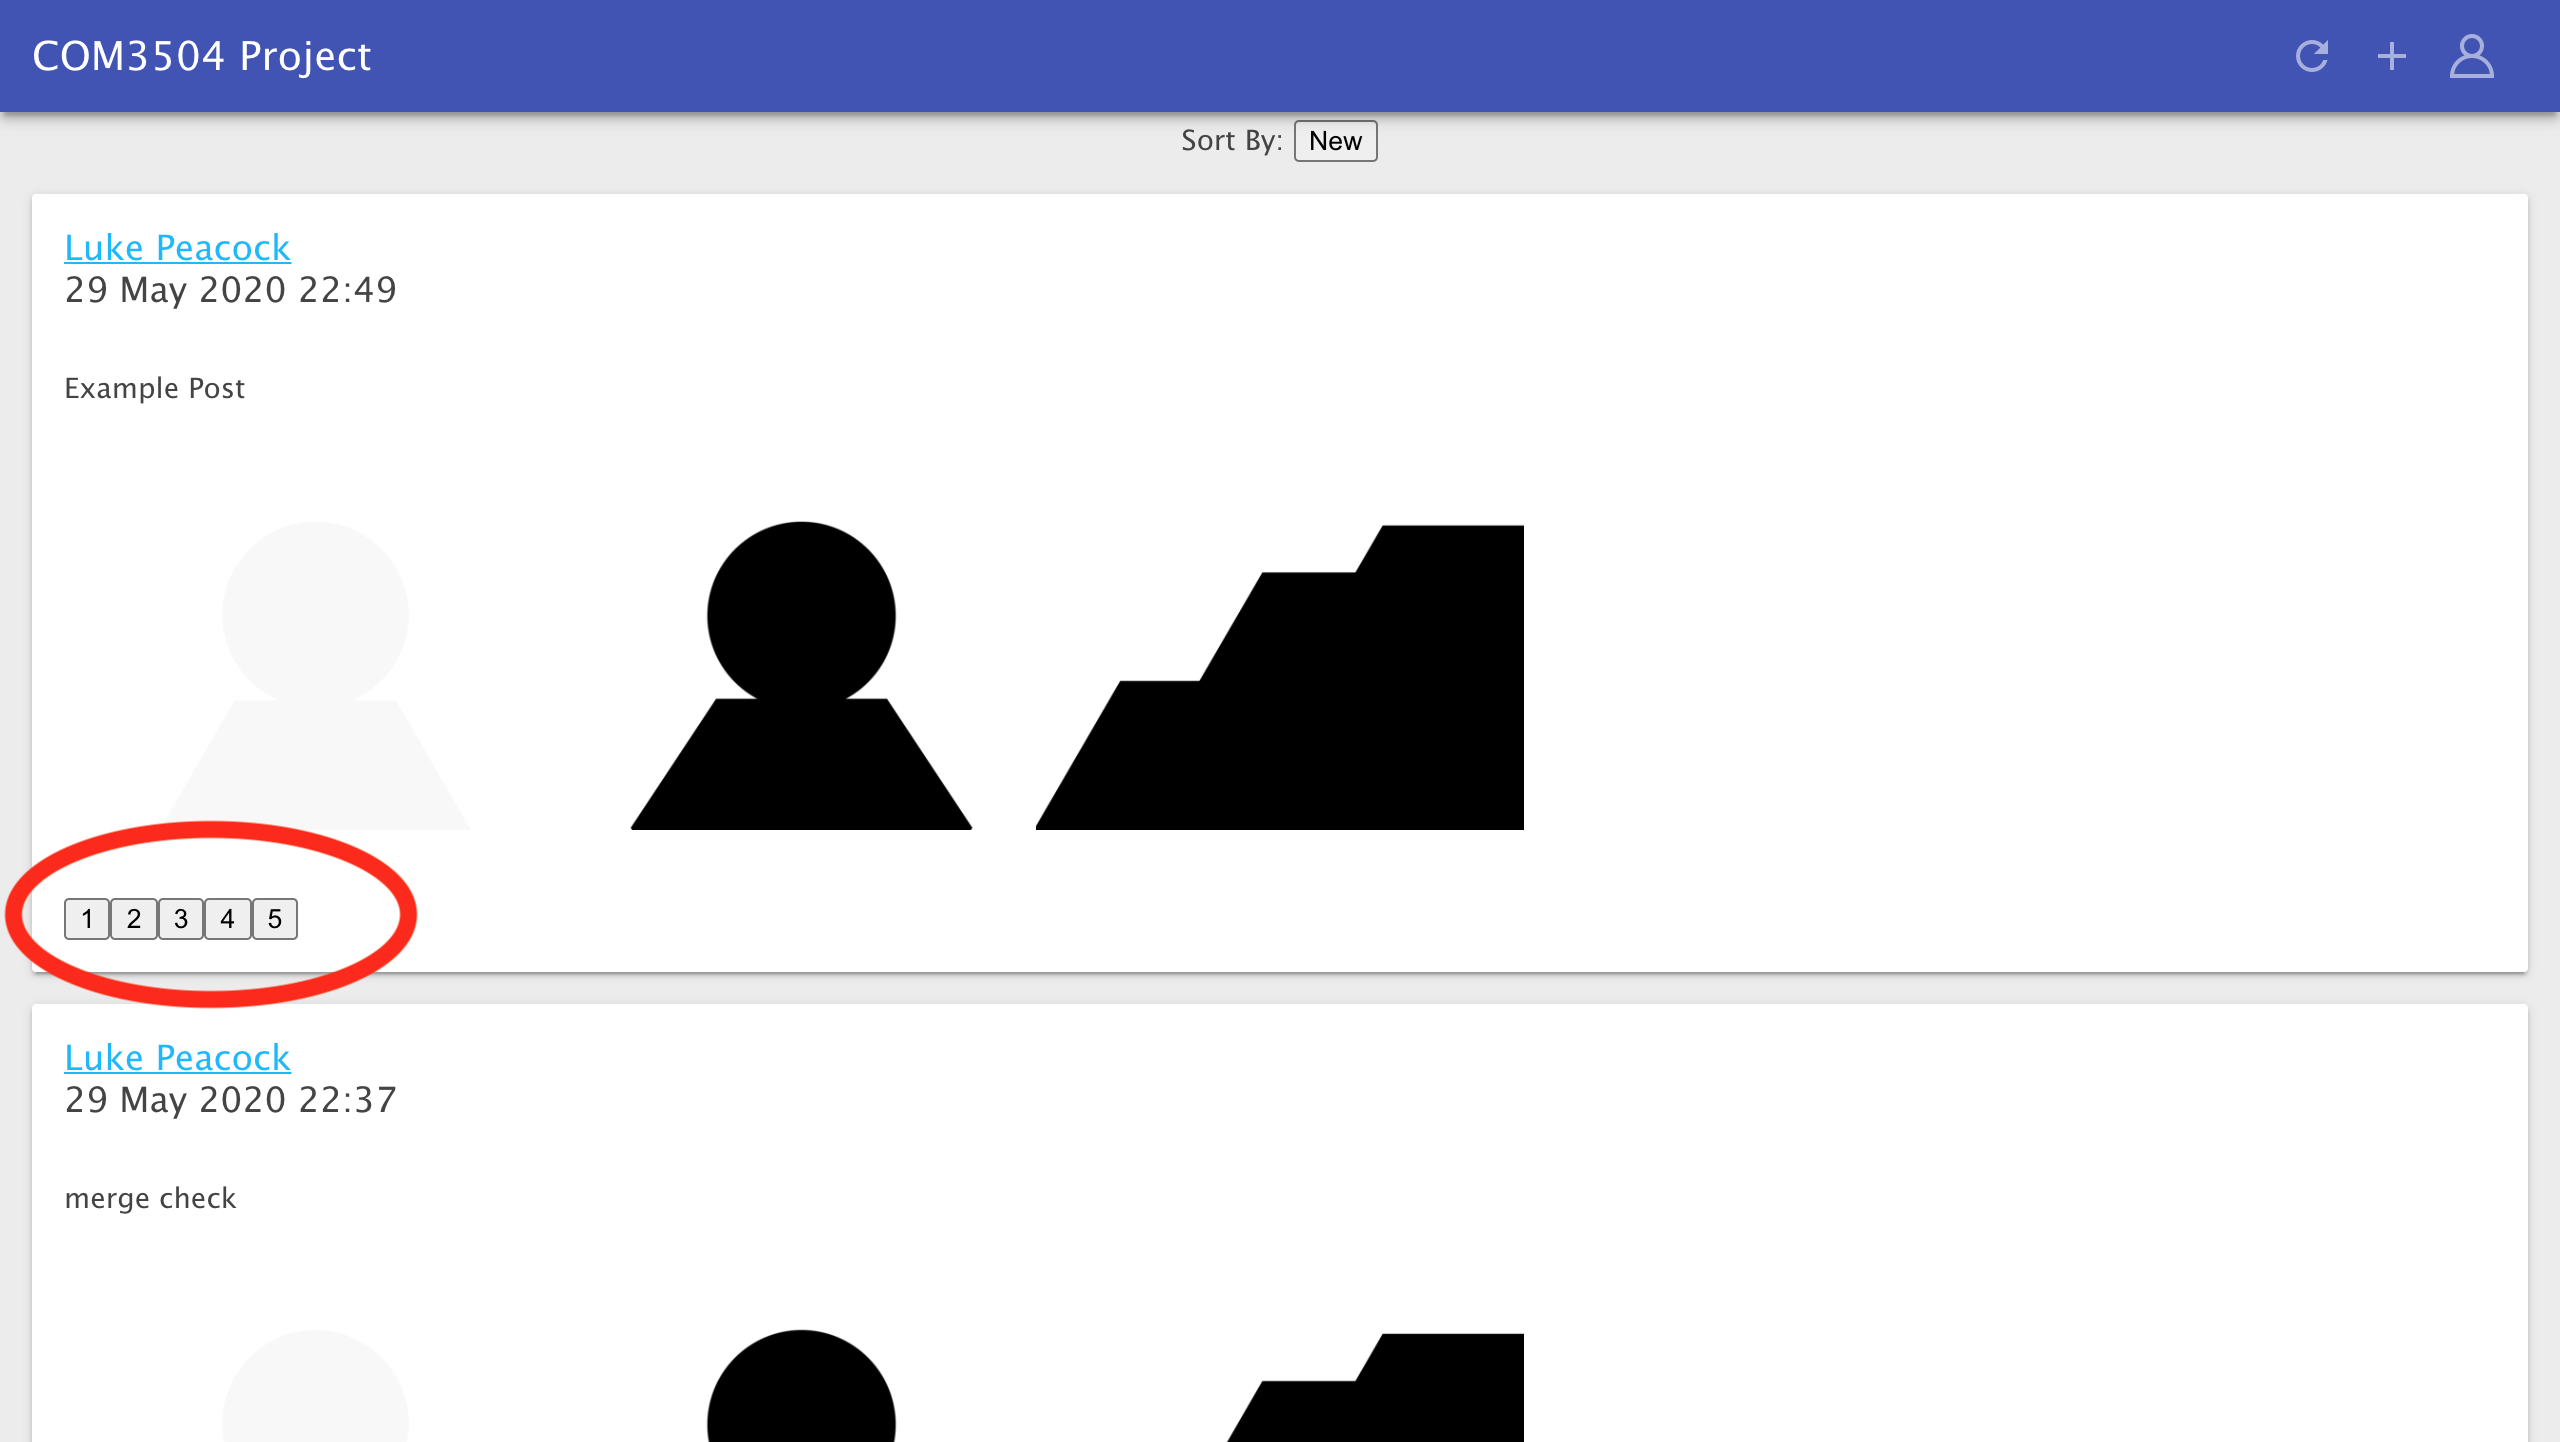 COM3504 Project
Sort By: New
Luke Peacock
29 May 2020 22:49
Example Post
1 2 3 4 5
Luke Peacock
29 May 2020 22:37
merge check